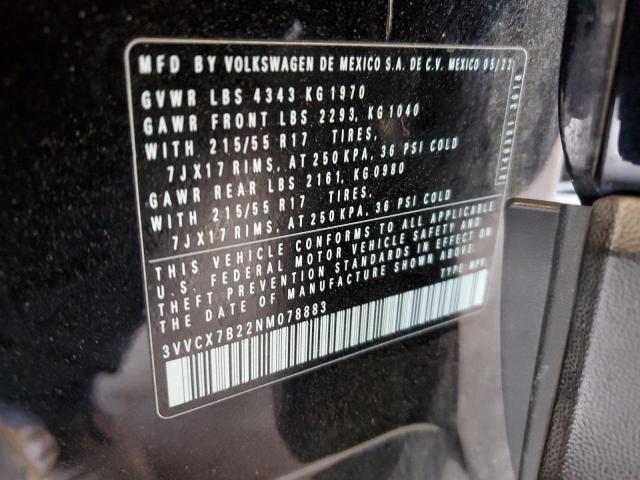 MFD BY VOLKSWAGEN DE MEXICO S.A. DE C.V. MEXICO 05/22
GVWR LBS 4343 KG 1970
GAWR FRONT LBS 2293, KG 1040
WITH 215/55 R17 TIRES,
7JX17 RIMS, AT 250 KPA, 36 PSI COLD
GAWR REAR LBS 2161, KG 0980
WITH 215/55 R17 TIRES,
7JX17 RIMS, AT 250 KPA, 36 PSI COLD
THIS VEHICLE CONFORMS TO ALL APPLICABLE
U.S. FEDERAL MOTOR VEHICLE SAFETY AND
THEFT PREVENTION STANDARDS IN EFFECT ON
THE DATE OF MANUFACTURE SHOWN ABOVE.
TYPE MPV.
3VVCX7B22NM078883